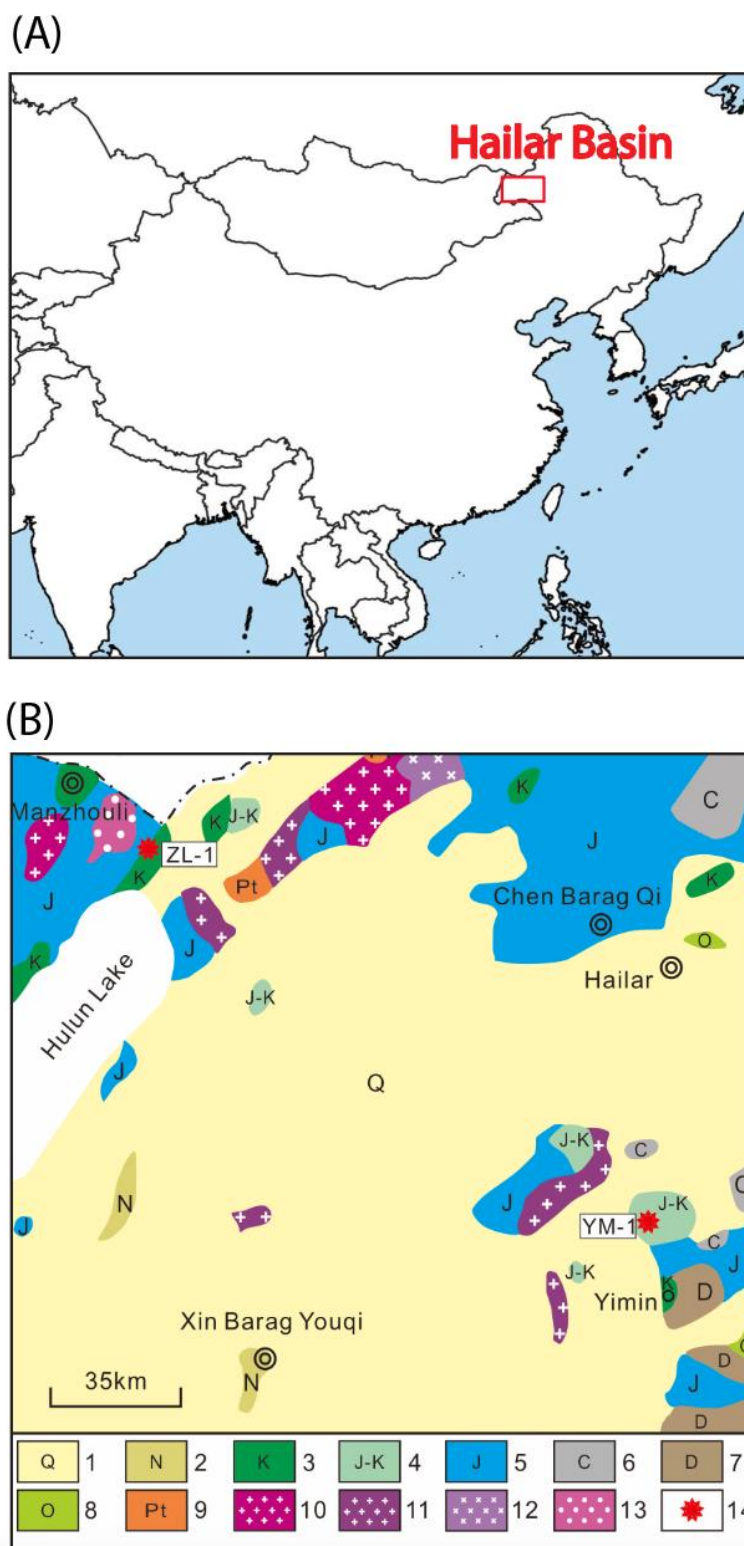 (A)
Hailar Basin
(B)
Manzhouli
K
J-K
C
K
J
J
ZL-1
K
Pt
J
Chen Barag Qi
K
O
J
K
Hailar
J-K
Hulun Lake
Q
J
J-K
C
N
J
C
J-K
YM-1
J
C
J
J-K
K
D
Yimin
Xin Barag Youqi
D
N
J
35km
D
Q 1 N 2 K 3 J-K 4 J 5 C 6 D 7
O 8 Pt 9 10 11 12 13 14